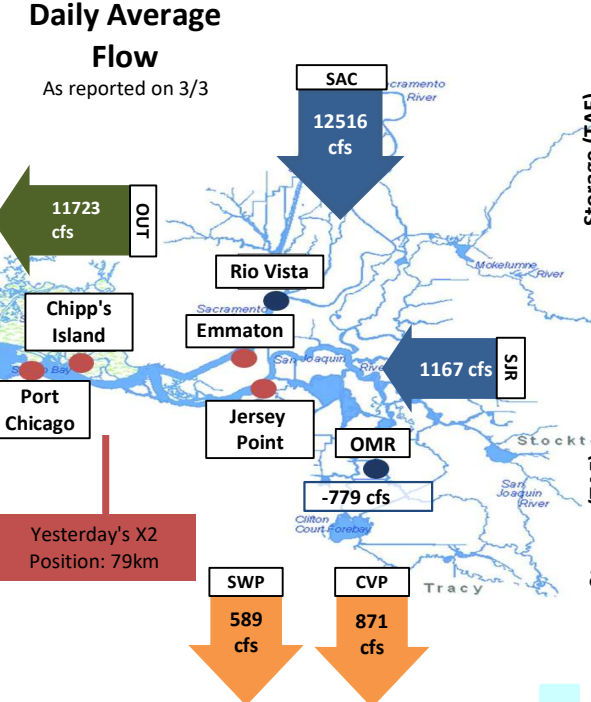 Daily Average
Flow
As reported on 3/3
SAC
Sacramento
River
12516
cfs
11723
cfs
OUT
Mokelumne
River
Rio Vista
Chipp's
Island
Sacramento
Emmaton
San Joaquin
River
1167 cfs
SJR
Port
Chicago
Jersey
Point
OMR
-779 cfs
San
Joaquin
River
Clifton
Court Forebay
Yesterday's X2
Position: 79km
Tracy
SWP
CVP
589
cfs
871
cfs
Storage (TAF)
Stockt